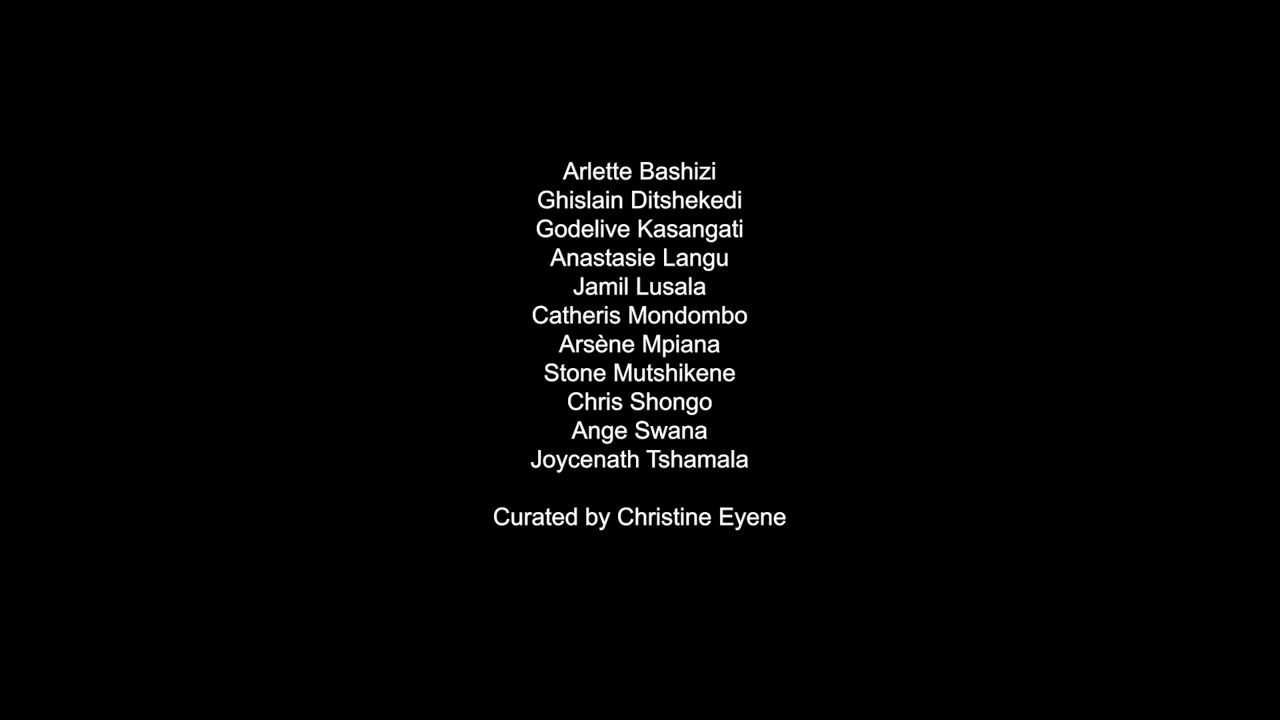 Arlette Bashizi
Ghislain Ditshekedi
Godelive Kasangati
Anastasie Langu
Jamil Lusala
Catheris Mondombo
Arsène Mpiana
Stone Mutshikene
Chris Shongo
Ange Swana
Joycenath Tshamala
Curated by Christine Eyene